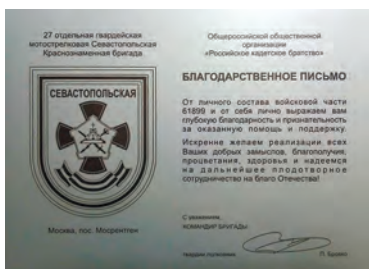 27 отдельная гвардейская
мотострелковая Севастопольская
Краснознаменная бригада
СЕВАСТОПОЛЬСКАЯ
Москва, пос. Мосрентген
Общероссийской общественной
организации
«Российское кадетское братство»
БЛАГОДАРСТВЕННОЕ ПИСЬМО
От личного состава войсковой части
61899 и от себя лично выражаем вам
глубокую благодарность и признательность
за оказанную помощь и поддержку.
Искренне желаем реализации всех
Ваших добрых замыслов, благополучия,
процветания, здоровья и надеемся
на дальнейшее плодотворное
сотрудничество на благо Отечества!
С уважением,
КОМАНДИР БРИГАДЫ
гвардии полковник